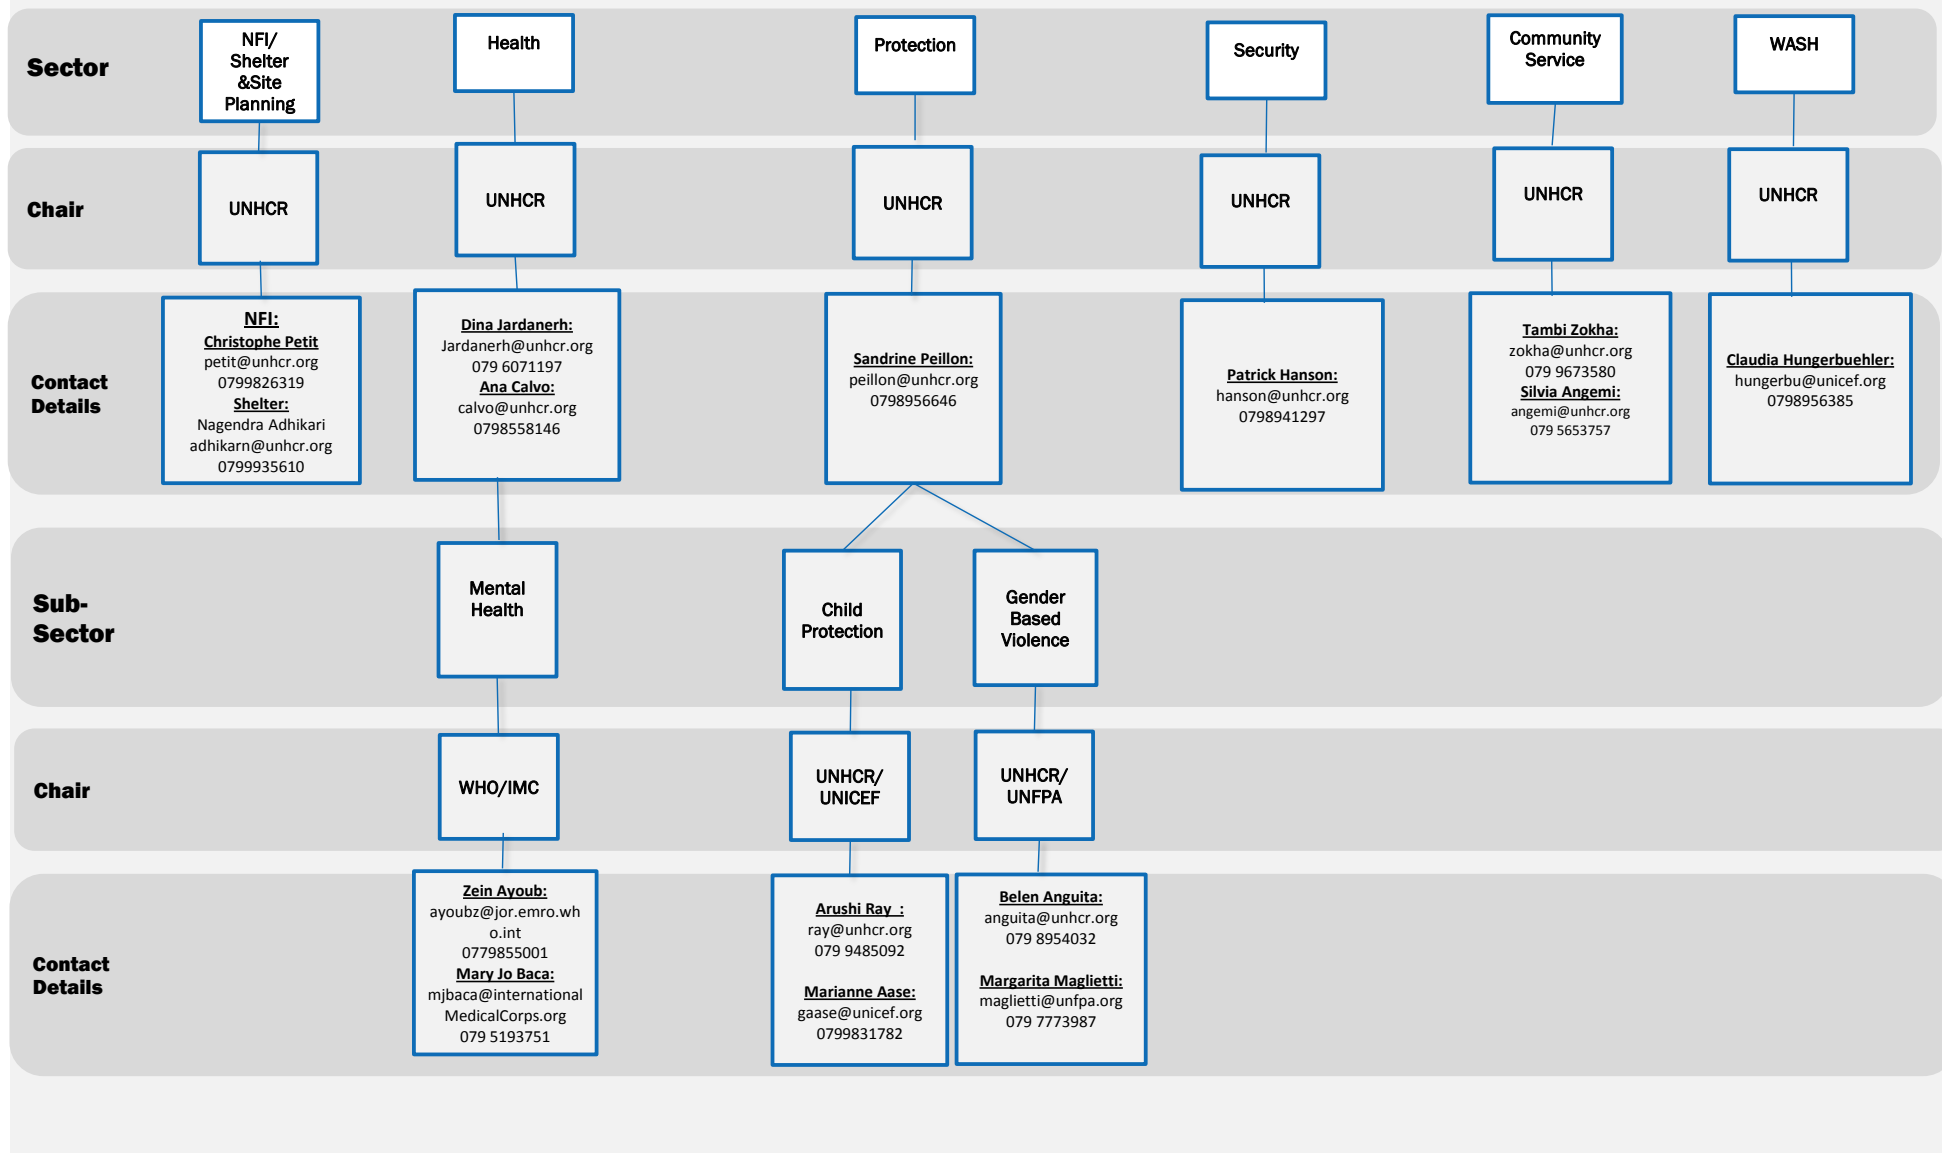 Sector
NFI/
Shelter
&Site
Planning
Health
Protection
Security
Community
Service
WASH
Chair
UNHCR
UNHCR
UNHCR
UNHCR
UNHCR
UNHCR
Contact
Details
NFI:
Christophe Petit
petit@unhcr.org
0799826319
Shelter:
Nagendra Adhikari
adhikarn@unhcr.org
0799935610
Dina Jardanerh:
Jardanerh@unhcr.org
079 6071197
Ana Calvo:
calvo@unhcr.org
0798558146
Sandrine Peillon:
peillon@unhcr.org
0798956646
Patrick Hanson:
hanson@unhcr.org
0798941297
Tambi Zokha:
zokha@unhcr.org
079 9673580
Silvia Angemi:
angemi@unhcr.org
079 5653757
Claudia Hungerbuehler:
hungerbu@unicef.org
0798956385
Sub-
Sector
Mental
Health
Child
Protection
Gender
Based
Violence
Chair
WHO/IMC
UNHCR/
UNICEF
UNHCR/
UNFPA
Contact
Details
Zein Ayoub:
ayoubz@jor.emro.wh
o.int
0779855001
Mary Jo Baca:
mjbaca@international
MedicalCorps.org
079 5193751
Arushi Ray  :
ray@unhcr.org
079 9485092
Marianne Aase:
gaase@unicef.org
0799831782
Belen Anguita:
anguita@unhcr.org
079 8954032
Margarita Maglietti:
maglietti@unfpa.org
079 7773987